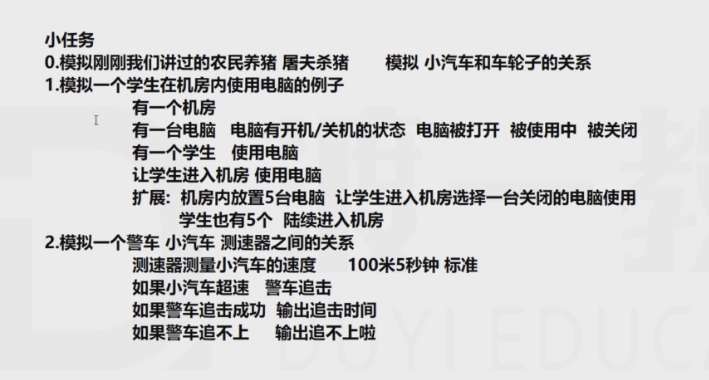 小任务
0.模拟刚刚我们讲过的农民养猪 屠夫杀猪 模拟 小汽车和车轮子的关系
1.模拟一个学生在机房内使用电脑的例子
有一个机房
有一台电脑 电脑有开机/关机的状态 电脑被打开 被使用中 被关闭
有一个学生 使用电脑
让学生进入机房 使用电脑
扩展: 机房内放置5台电脑 让学生进入机房选择一台关闭的电脑使用
学生也有5个 陆续进入机房
2.模拟一个警车 小汽车 测速器之间的关系
测速器测量小汽车的速度 100米5秒钟 标准
如果小汽车超速 警车追击
如果警车追击成功 输出追击时间
如果警车追不上 输出追不上啦
DUYI EDUCA